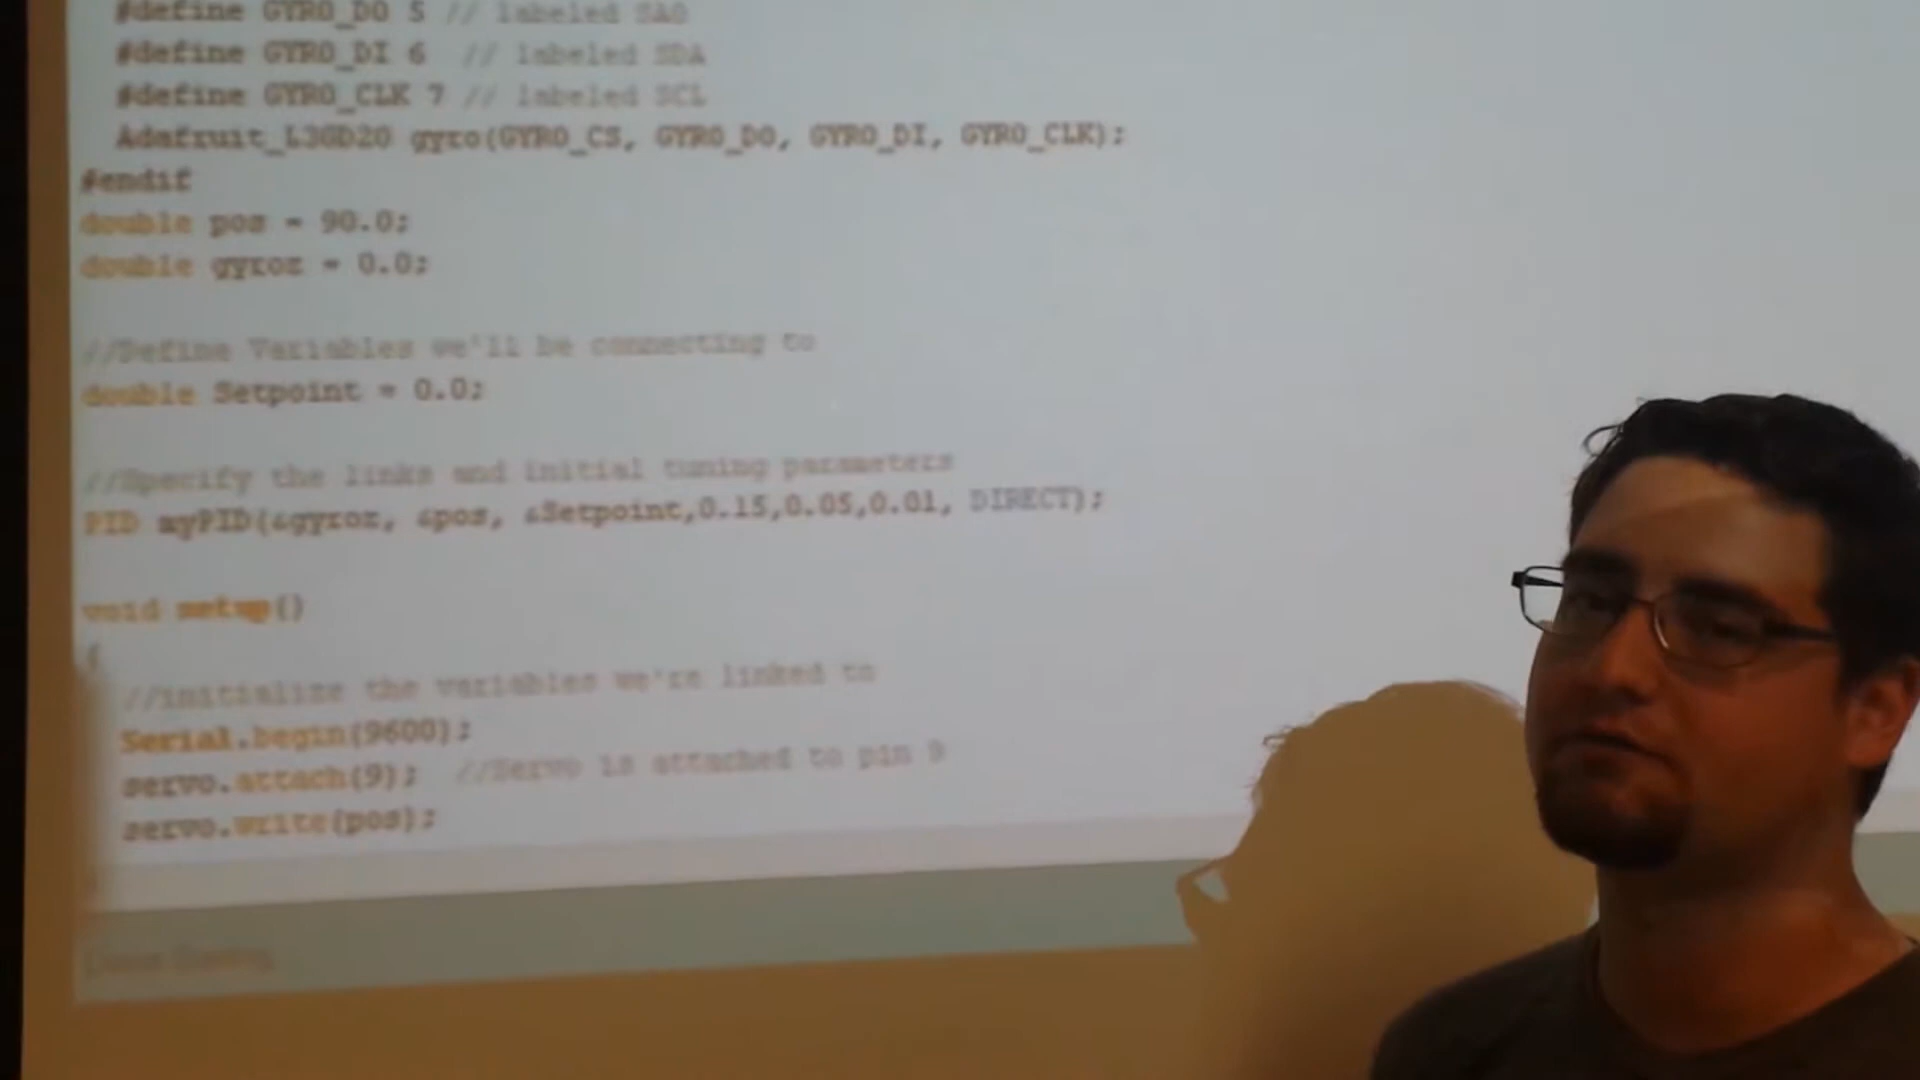 #define GYRO_DO 5 // labeled SA0
#define GYRO_DI 6 // labeled SDA
#define GYRO_CLK 7 // labeled SCL
Adafruit_L3GD20 gyro(GYRO_CS, GYRO_DO, GYRO_DI, GYRO_CLK);
#endif
double pos = 90.0;
double gyroz = 0.0;
//Define Variables we'll be connecting to
double Setpoint = 0.0;
//Specify the links and initial tuning parameters
PID myPID(&gyroz, &pos, &Setpoint,0.15,0.05,0.01, DIRECT);
void setup()
{
//initialize the variables we're linked to
Serial.begin(9600);
servo.attach(9); //Servo is attached to pin 9
servo.write(pos);